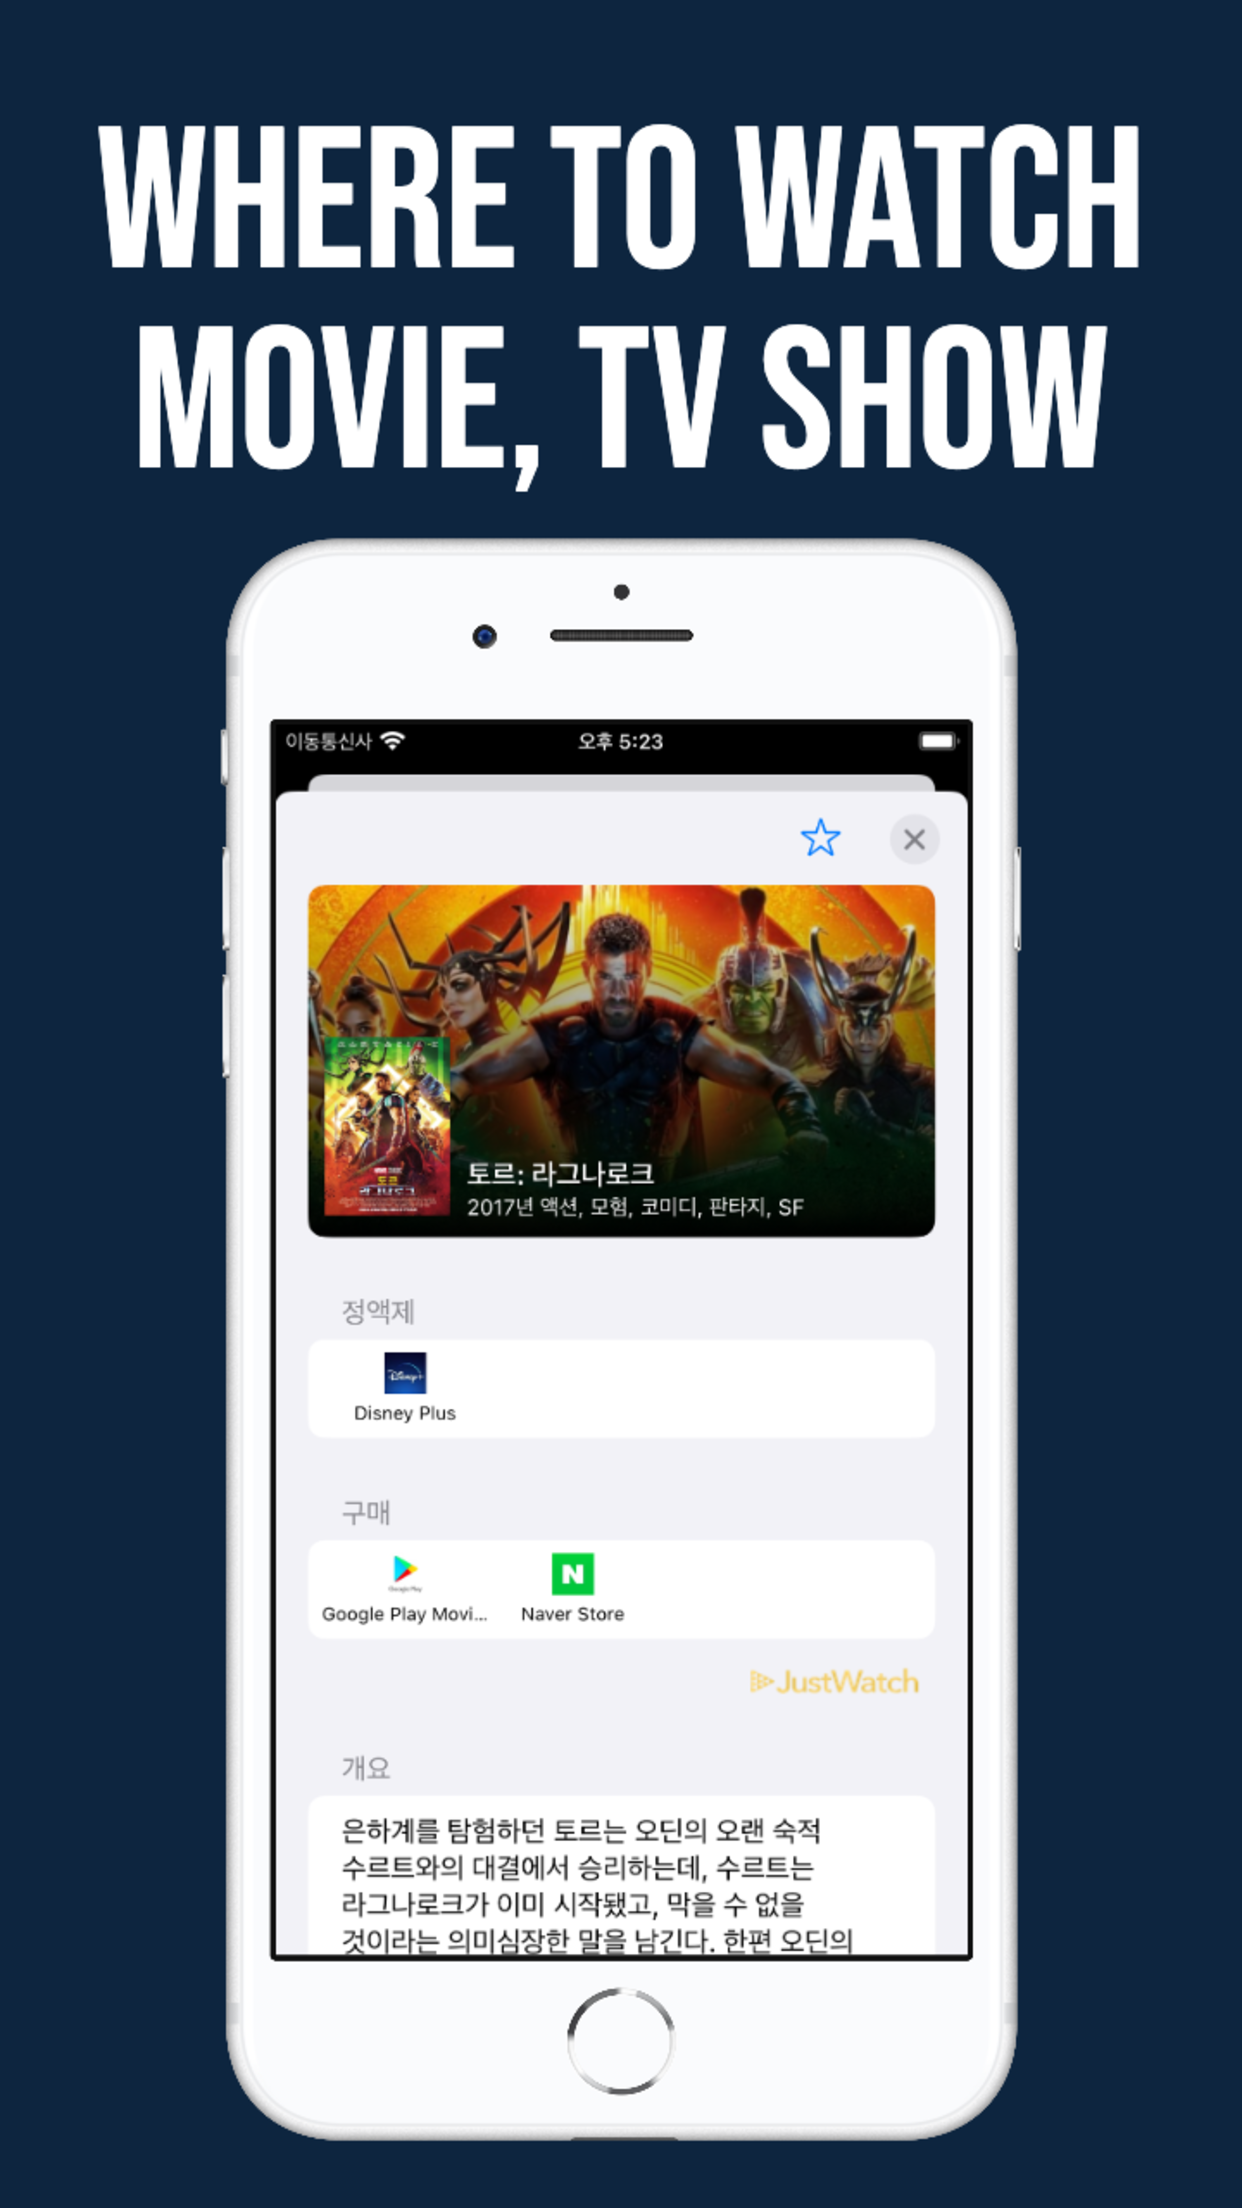 WHERE TO WATCH
MOVIE, TV SHOW
이동통신사
오후 5:23
토르: 라그나로크
2017년 액션, 모험, 코미디, 판타지, SF
정액제
Disney+
Disney Plus
구매
Google Play
N
Google Play Movi...
Naver Store
JustWatch
개요
은하계를 탐험하던 토르는 오딘의 오랜 숙적
수르트와의 대결에서 승리하는데, 수르트는
라그나로크가 이미 시작됐고, 막을 수 없을
것이라는 의미심장한 말을 남긴다. 한편 오딘의